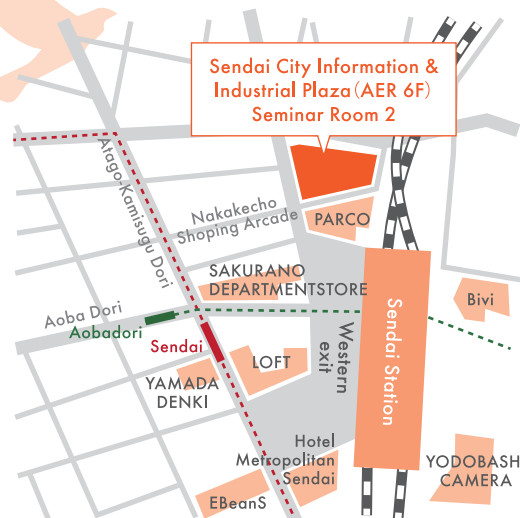 Sendai City Information &
Industrial Plaza (AER 6F)
Seminar Room 2
Atago-Kamisugu Dori
Nakakecho
Shoping Arcade
PARCO
SAKURANO
DEPARTMENTSTORE
Bivi
Aoba Dori
Aobadori
Sendai
Western
exit
Sendai Station
LOFT
YAMADA
DENKI
Hotel
Metropolitan
Sendai
YODOBASH
CAMERA
EBeanS